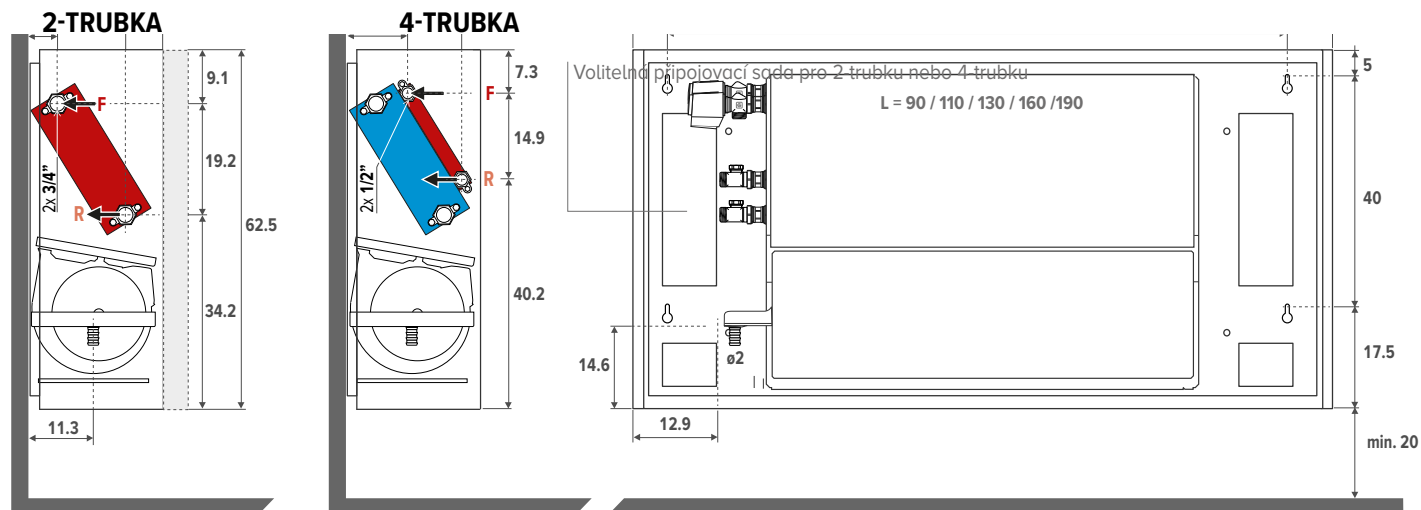 2-TRUBKA
9.1
F
19.2
2x 3/4”
R
62.5
34.2
11.3
4-TRUBKA
7.3
F
14.9
2x 1/2”
R
40.2
Volitelná připojovací sada pro 2-trubku nebo 4-trubku
L = 90 / 110 / 130 / 160 /190
5
40
ø2
14.6
17.5
12.9
min. 20